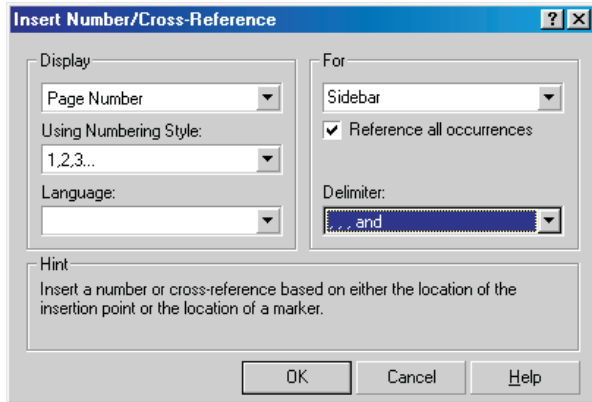 Insert Number/Cross-Reference
Display
Page Number
Using Numbering Style:
1,2,3...
Language:
For
Sidebar
Reference all occurrences
Delimiter:
, , , and
Hint
Insert a number or cross-reference based on either the location of the
insertion point or the location of a marker.
OK
Cancel
Help